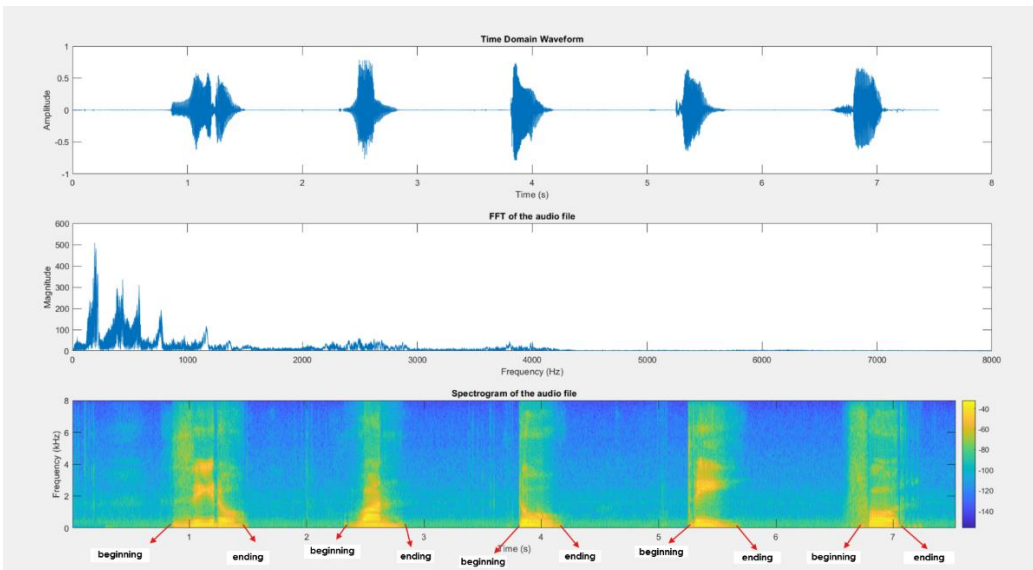 Time Domain Waveform
1
0.5
0
-0.5
-1
Amplitude
0 1 2 3 4 5 6 7 8
Time (s)
FFT of the audio file
600
500
400
300
200
100
0
Magnitude
0 1000 2000 3000 4000 5000 6000 7000 8000
Frequency (Hz)
Spectrogram of the audio file
8
6
4
2
0
Frequency (kHz)
-40
-60
-80
-100
-120
-140
1 2 3 4 5 6 7
Time (s)
beginning ending beginning ending beginning ending beginning ending beginning ending